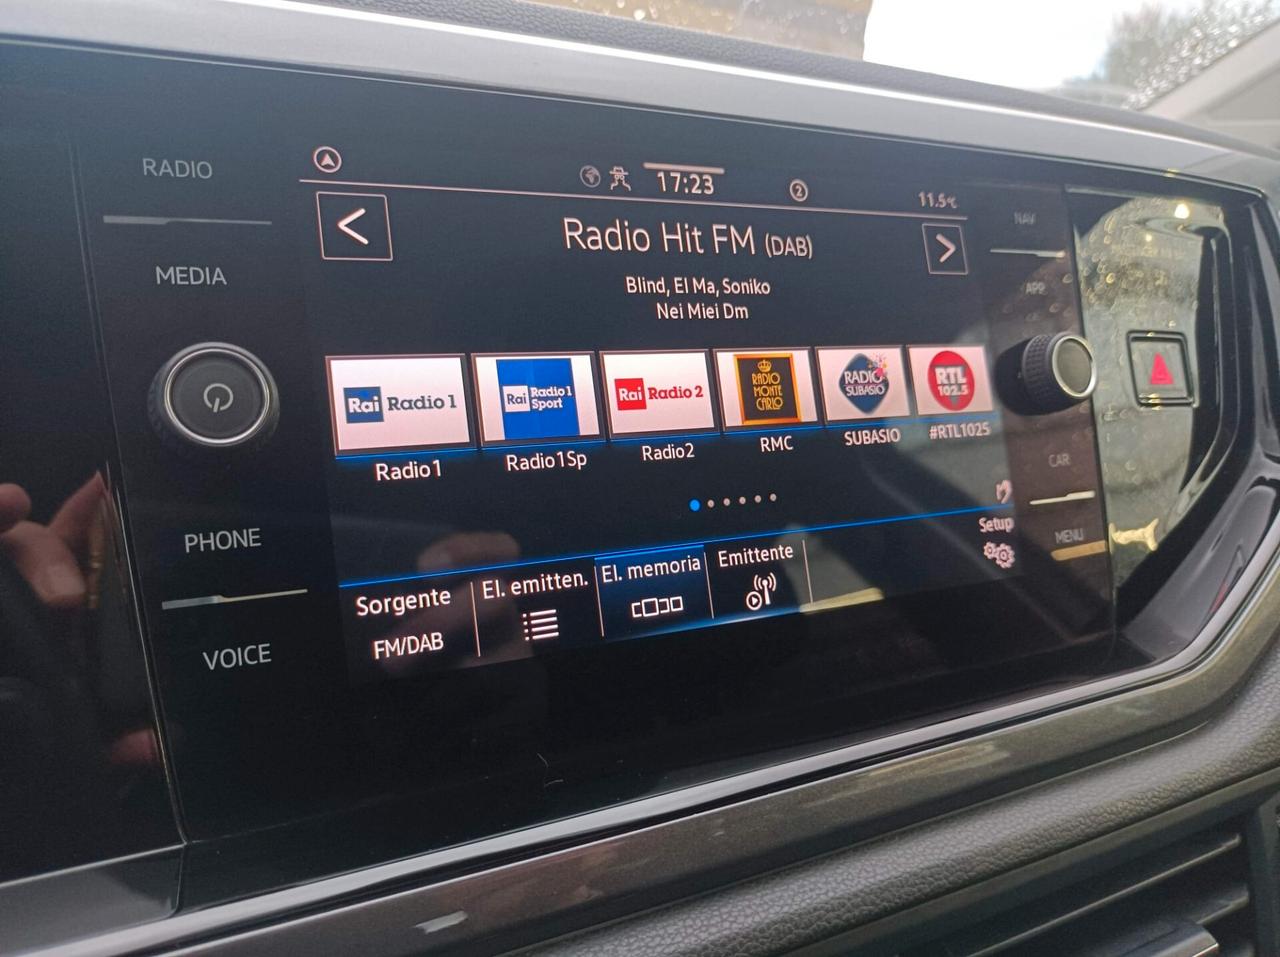 RADIO
MEDIA
PHONE
VOICE
17:23
2
11.5°C
Radio Hit FM (DAB)
Blind, El Ma, Soniko
Nei Miei Dm
Rai Radio 1
Rai Radio 1 Sport
Rai Radio 2
RADIO MONTE CARLO
RADIO SUBASIO
RTL 102.5
Radio1
Radio1Sp
Radio2
RMC
SUBASIO
#RTL1025
Setup
Sorgente
FM/DAB
El. emitten.
El. memoria
Emittente
NAV
APP
CAR
MENU